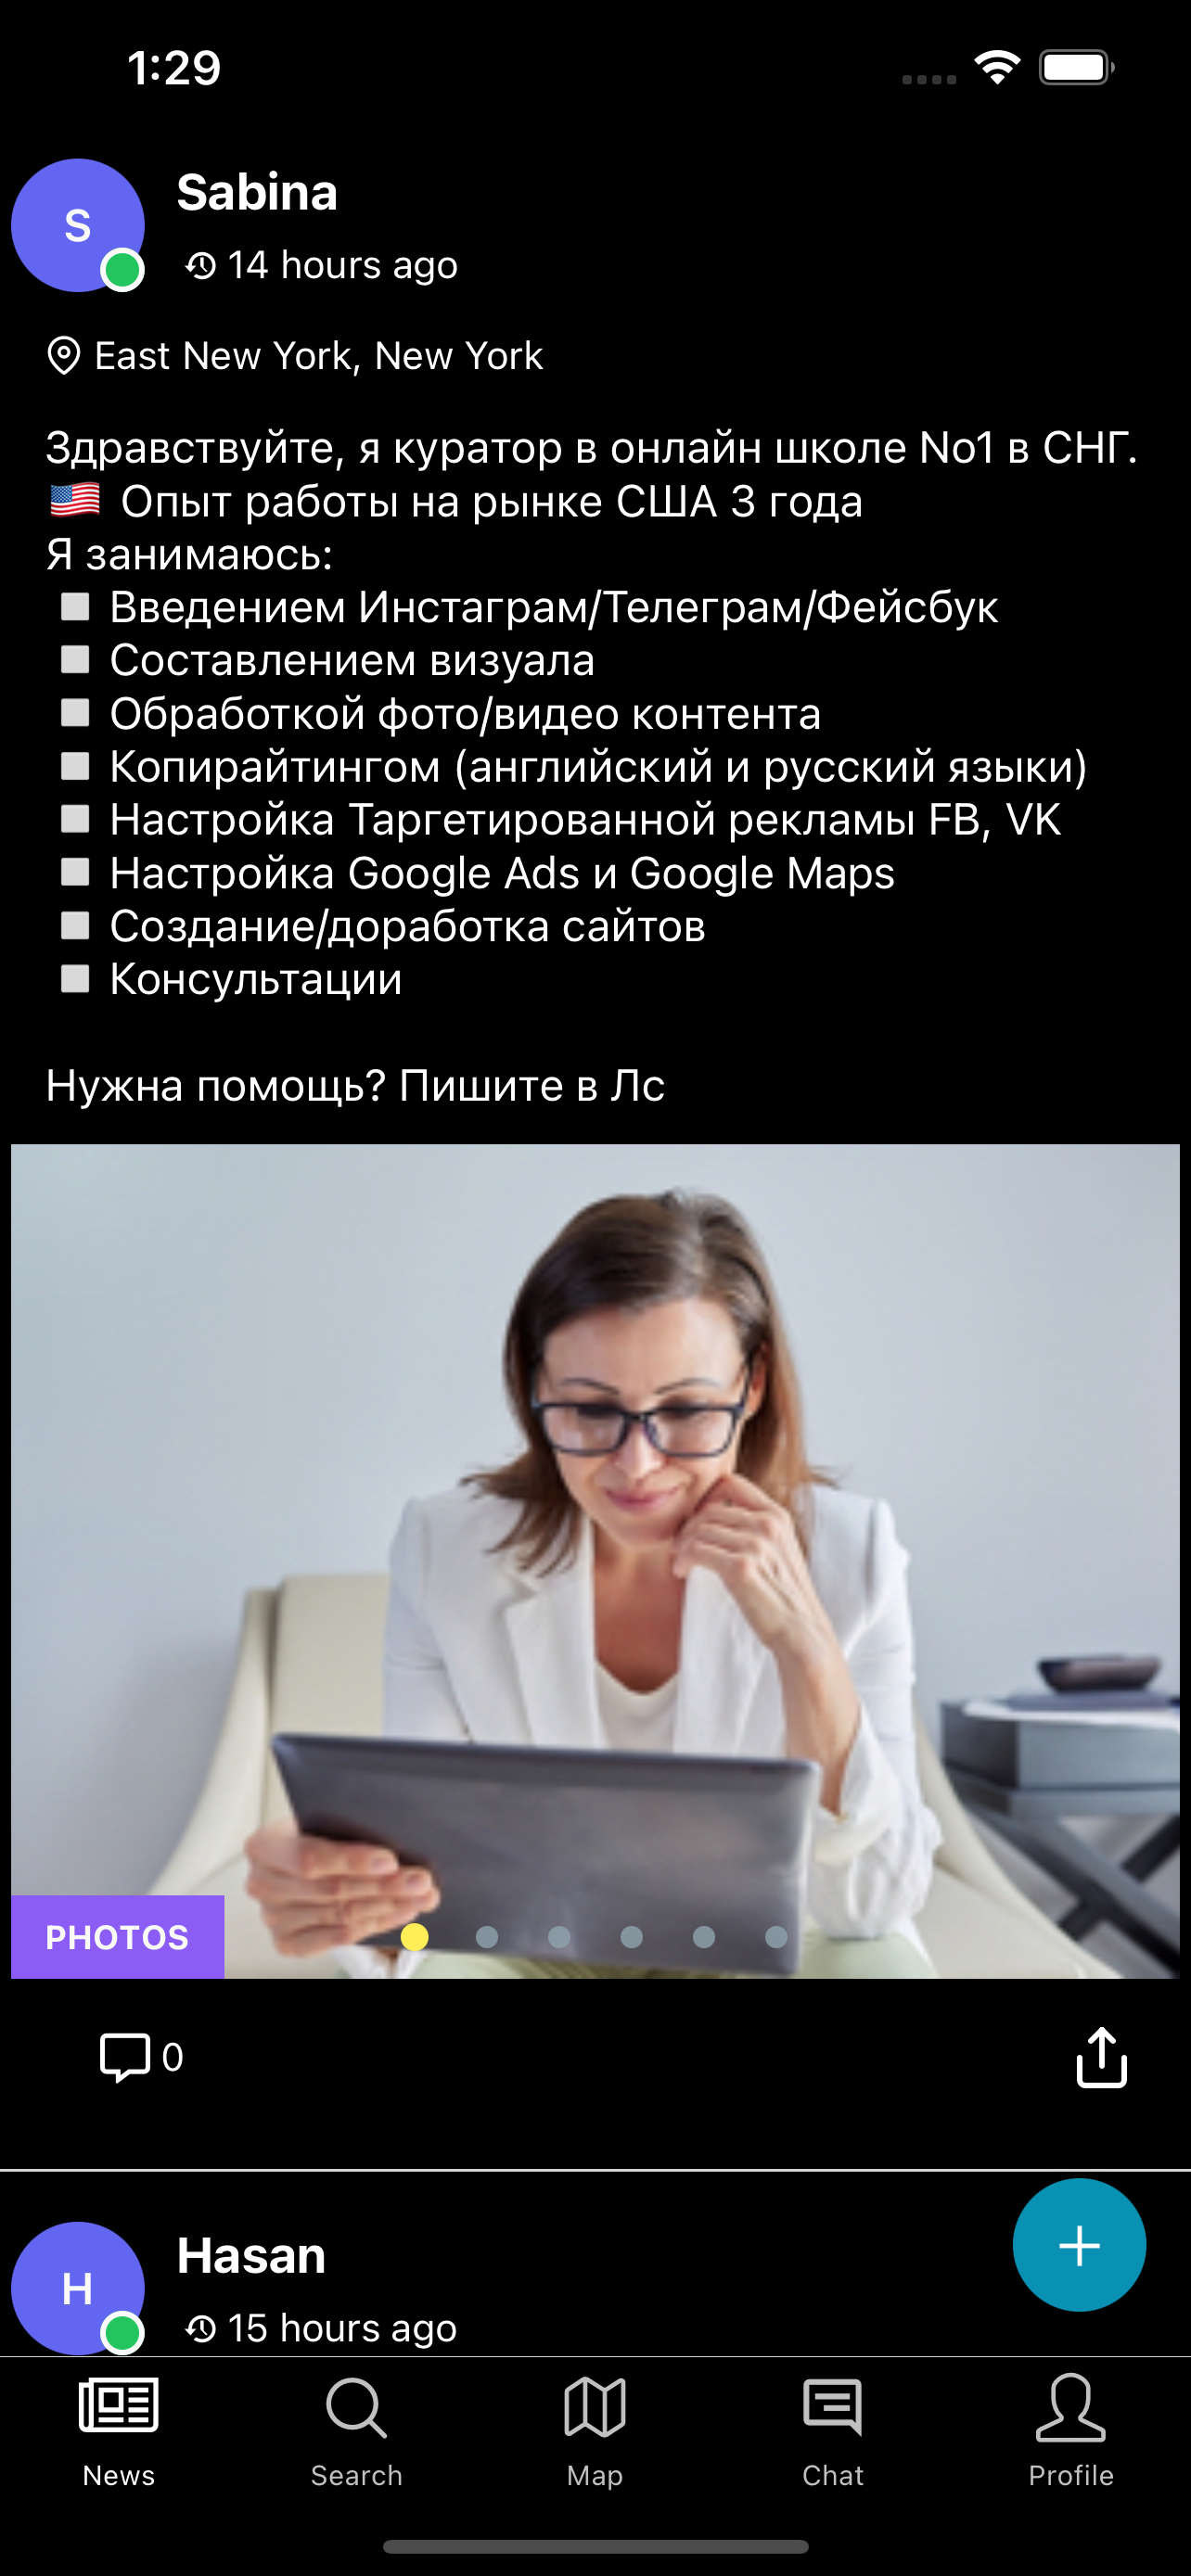 1:29
S
Sabina
14 hours ago
East New York, New York
Здравствуйте, я куратор в онлайн школе No1 в СНГ.
🇺🇸 Опыт работы на рынке США 3 года
Я занимаюсь:
◻️ Введением Инстаграм/Телеграм/Фейсбук
◻️ Составлением визуала
◻️ Обработкой фото/видео контента
◻️ Копирайтингом (английский и русский языки)
◻️ Настройка Таргетированной рекламы FB, VK
◻️ Настройка Google Ads и Google Maps
◻️ Создание/доработка сайтов
◻️ Консультации
Нужна помощь? Пишите в Лс
PHOTOS
0
H
Hasan
15 hours ago
News
Search
Map
Chat
Profile